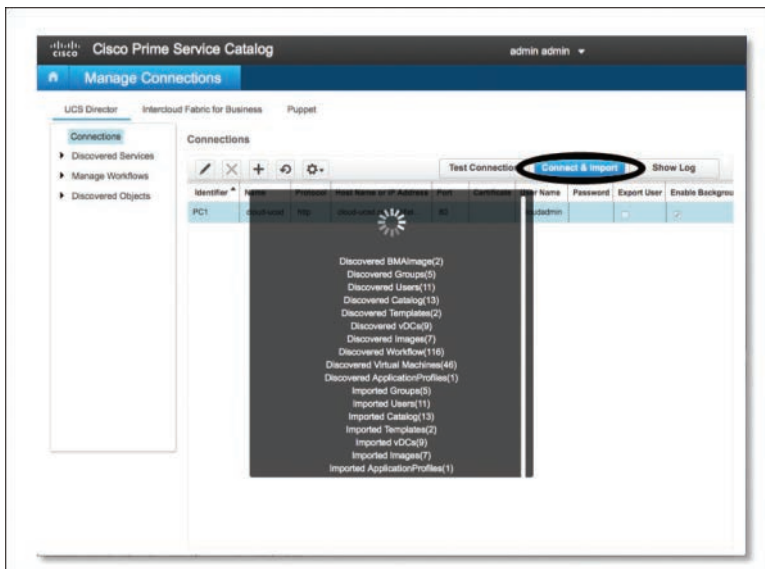 cisco Cisco Prime Service Catalog admin admin
Manage Connections
UCS Director Intercloud Fabric for Business Puppet
Connections
Discovered Services
Manage Workflows
Discovered Objects
Connections
Test Connection Connect & Import Show Log
Identifier Name Protocol Host Name or IP Address Port Certificate User Name Password Export User Enable Backgrou
PC1 cloud-ucsd http 80 cloudadmin
Discovered BMAImage(2)
Discovered Groups(5)
Discovered Users(11)
Discovered Catalog(13)
Discovered Templates(2)
Discovered vDCs(9)
Discovered Images(7)
Discovered Workflow(116)
Discovered Virtual Machines(46)
Discovered ApplicationProfiles(1)
Imported Groups(5)
Imported Users(11)
Imported Catalog(13)
Imported Templates(2)
Imported vDCs(9)
Imported Images(7)
Imported ApplicationProfiles(1)